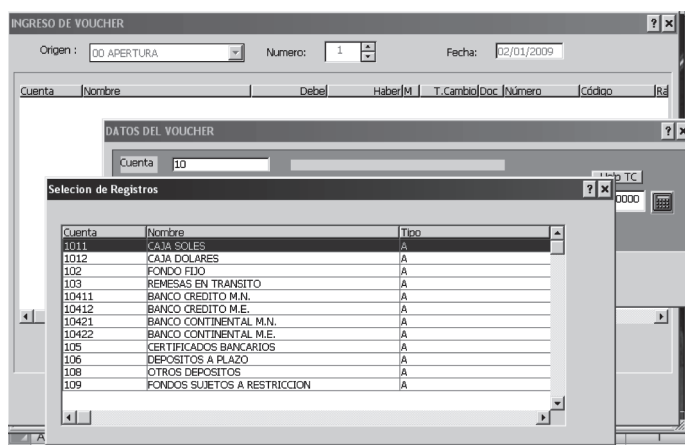 INGRESO DE VOUCHER
Origen : 00 APERTURA Numero: 1 Fecha: 02/01/2009
Cuenta Nombre Debe Haber M T.Cambio Doc Número Código Ra
DATOS DEL VOUCHER
Cuenta 10
TC
0000
Selecion de Registros
Cuenta Nombre Tipo
1011 CAJA SOLES A
1012 CAJA DOLARES A
102 FONDO FIJO A
103 REMESAS EN TRANSITO A
10411 BANCO CREDITO M.N. A
10412 BANCO CREDITO M.E. A
10421 BANCO CONTINENTAL M.N. A
10422 BANCO CONTINENTAL M.E. A
105 CERTIFICADOS BANCARIOS A
106 DEPOSITOS A PLAZO A
108 OTROS DEPOSITOS A
109 FONDOS SUJETOS A RESTRICCION A